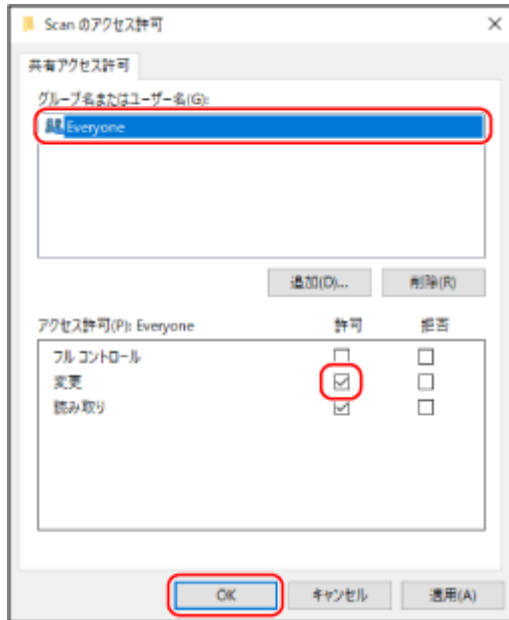 Scan のアクセス許可
共有アクセス許可
グループ名またはユーザー名(G):
Everyone
追加(D)...
削除(R)
アクセス許可(P): Everyone 許可 拒否
フル コントロール
変更
読み取り
OK キャンセル 適用(A)